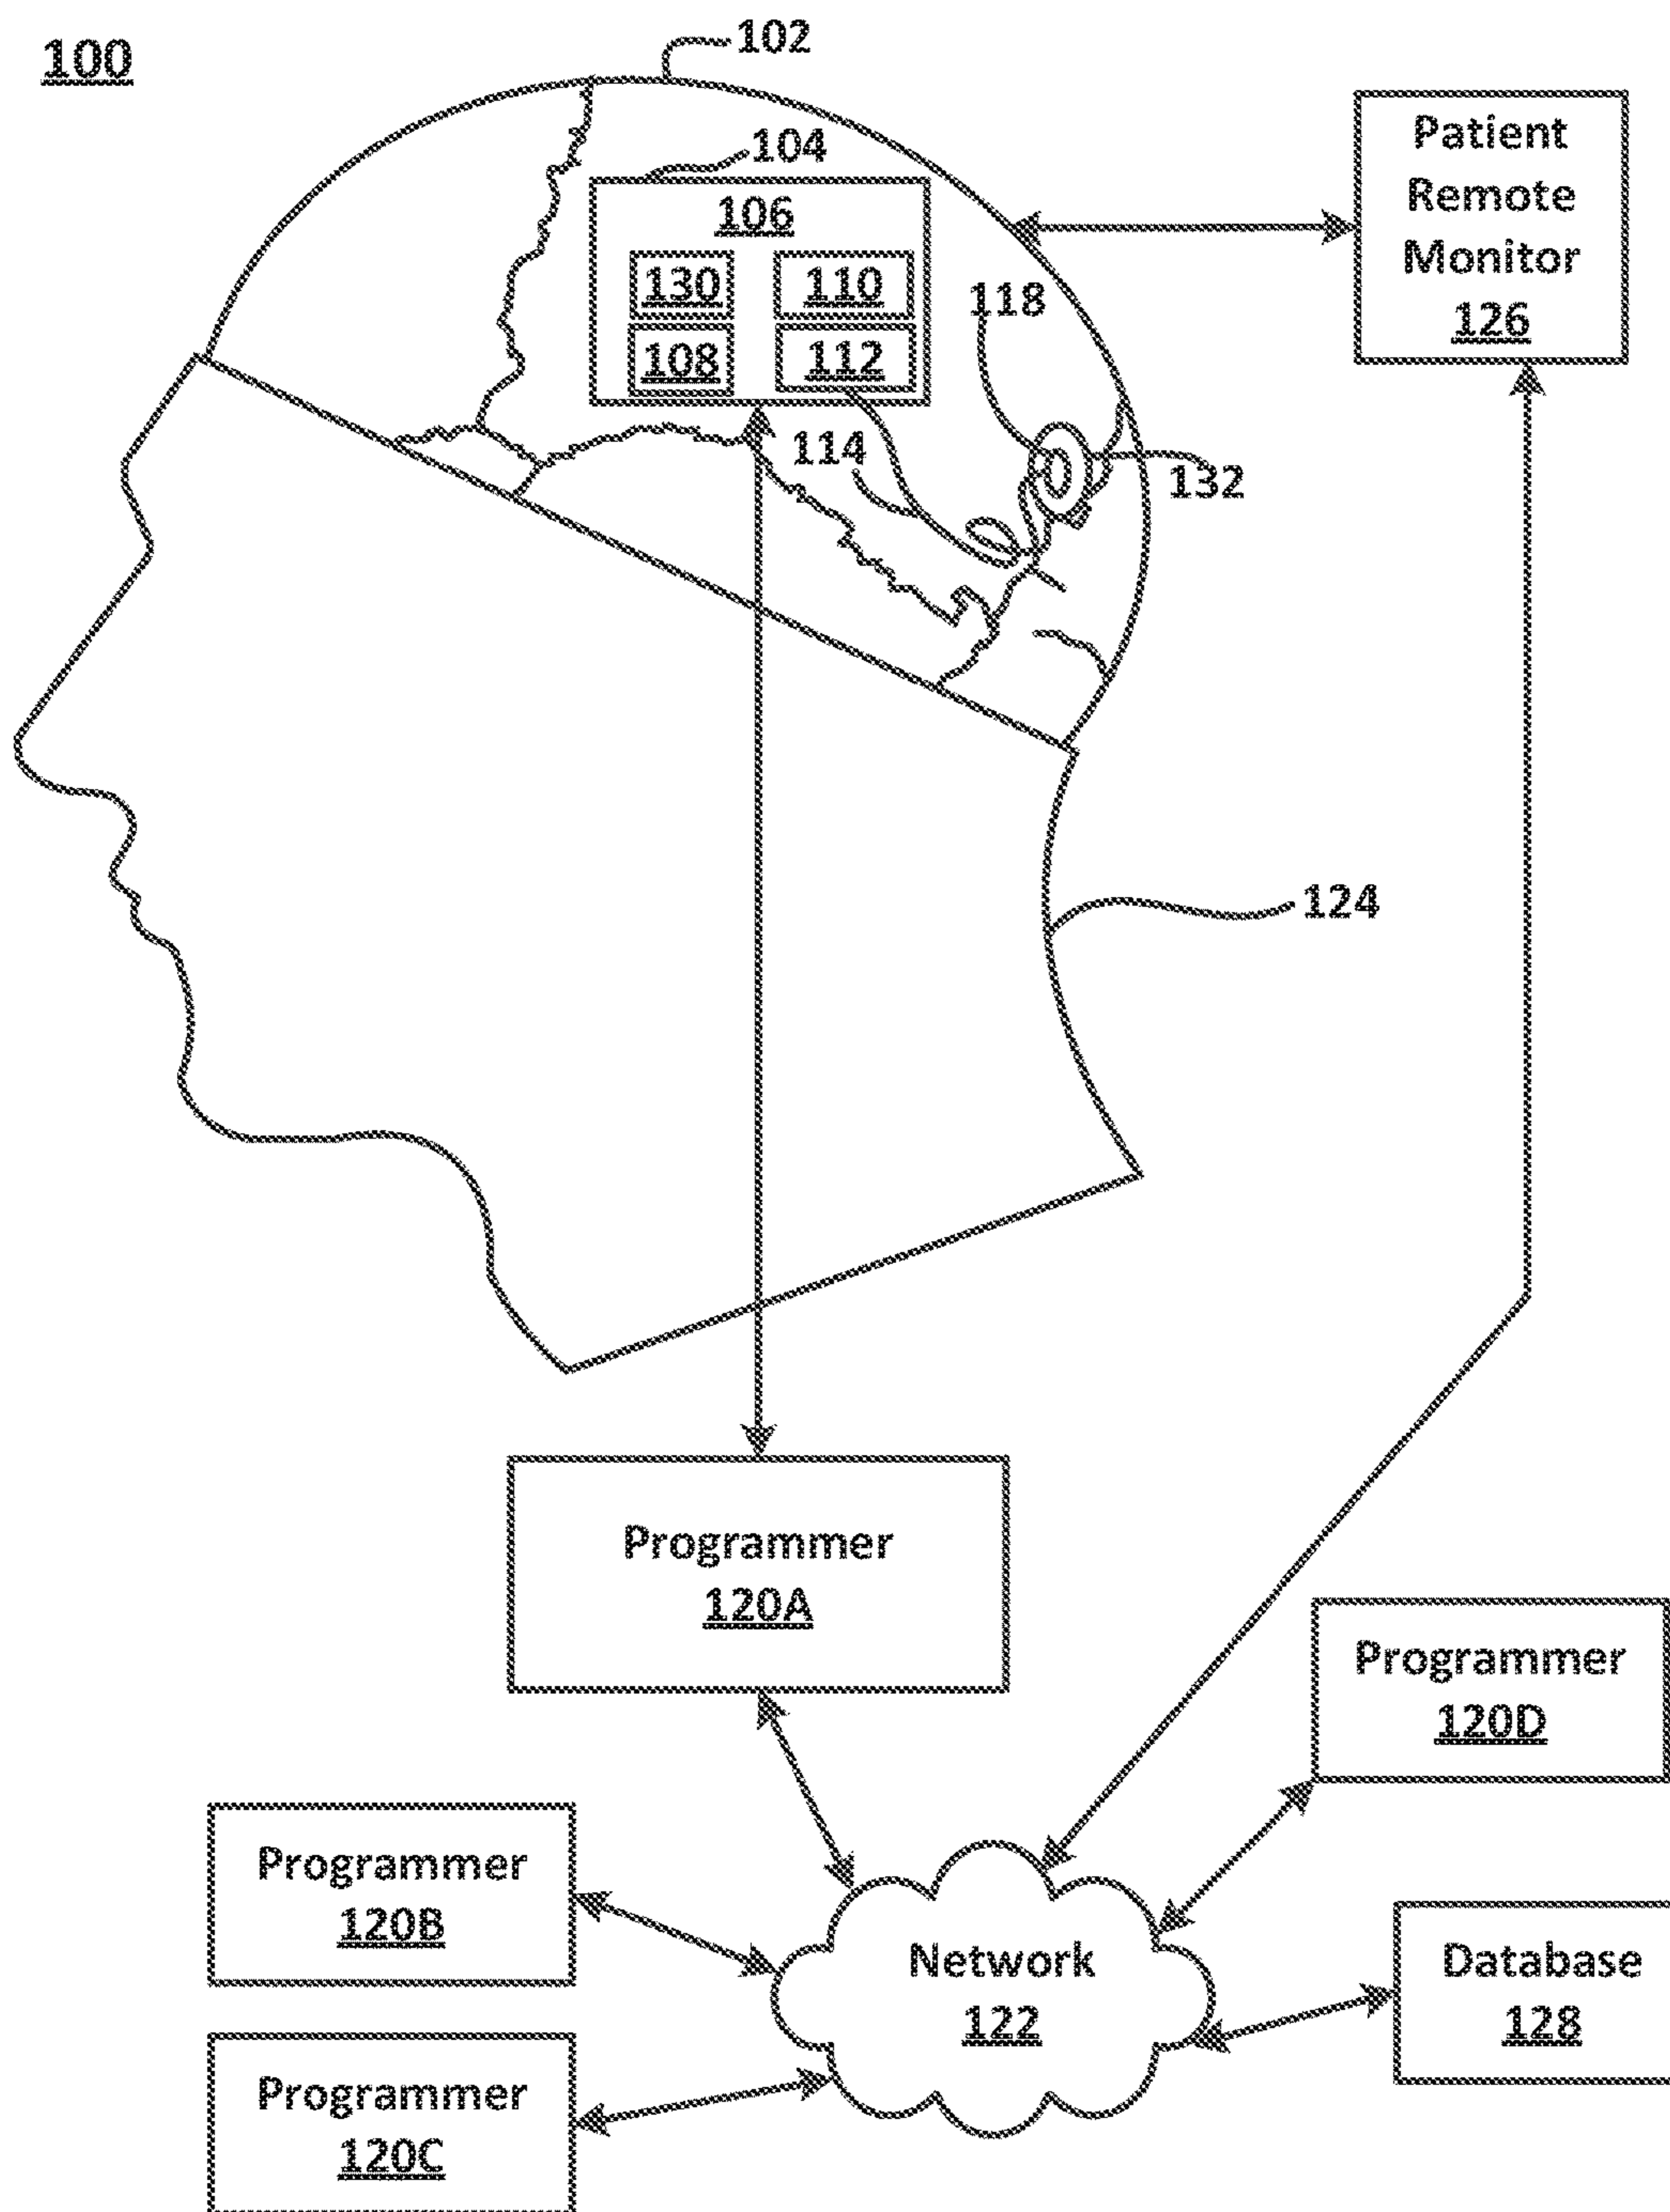 100
102
104
106
130
110
108
112
118
114
132
Patient
Remote
Monitor
126
124
Programmer
120A
Programmer
120D
Programmer
120B
Network
122
Database
128
Programmer
120C